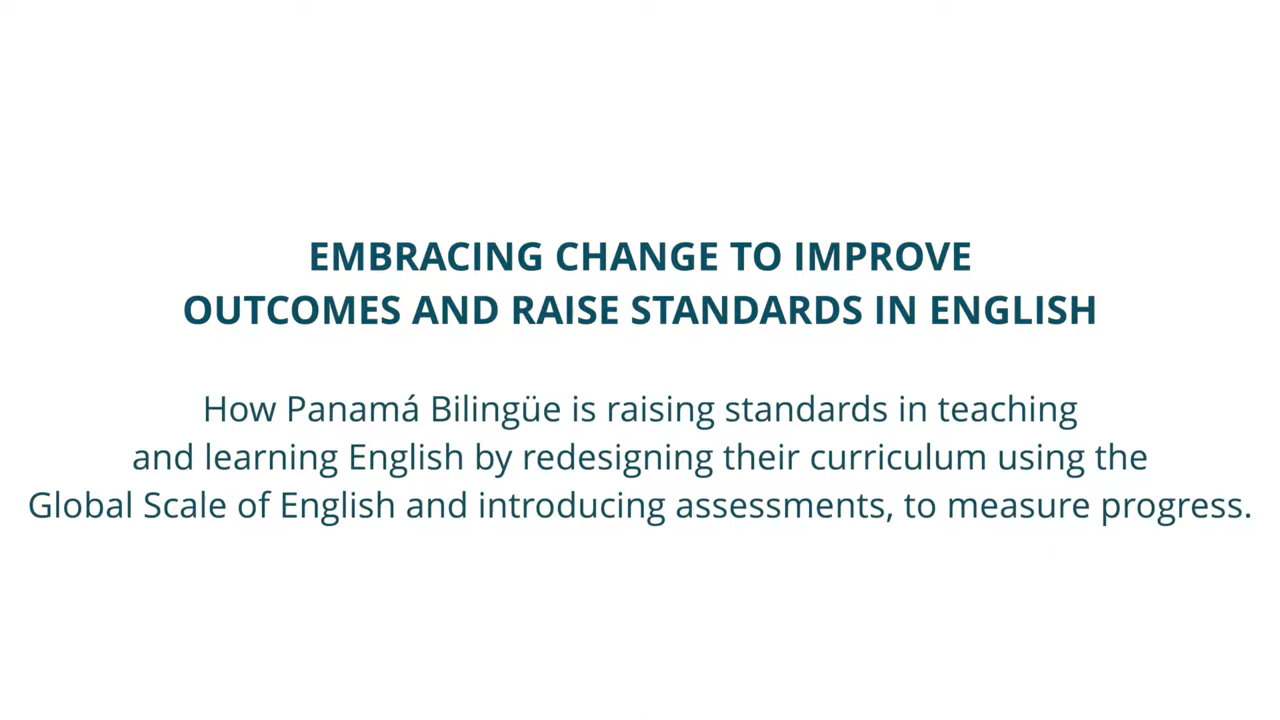 EMBRACING CHANGE TO IMPROVE
OUTCOMES AND RAISE STANDARDS IN ENGLISH
How Panamá Bilingüe is raising standards in teaching
and learning English by redesigning their curriculum using the
Global Scale of English and introducing assessments, to measure progress.